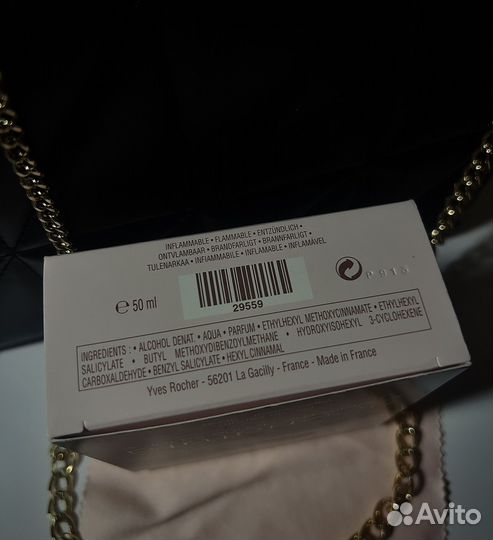 INFLAMMABLE • FLAMMABLE • ENTZÜNDLICH •
ONTVLAMBAAR • BRANDFARLIGT • BRANNFARLIGT •
TULENARKAA • INFIAMMABILE • INFLAMABLE • INFLAMÁVEL
e 50 ml
29559
0915
INGREDIENTS : • ALCOHOL DENAT. • AQUA • PARFUM • ETHYLHEXYL METHOXYCINNAMATE • ETHYLHEXYL
SALICYLATE • BUTYL METHOXYDIBENZOYLMETHANE • HYDROXYISOHEXYL 3-CYCLOHEXENE
CARBOXALDEHYDE • BENZYL SALICYLATE • HEXYL CINNAMAL
Yves Rocher - 56201 La Gacilly - France - Made in France
Avito